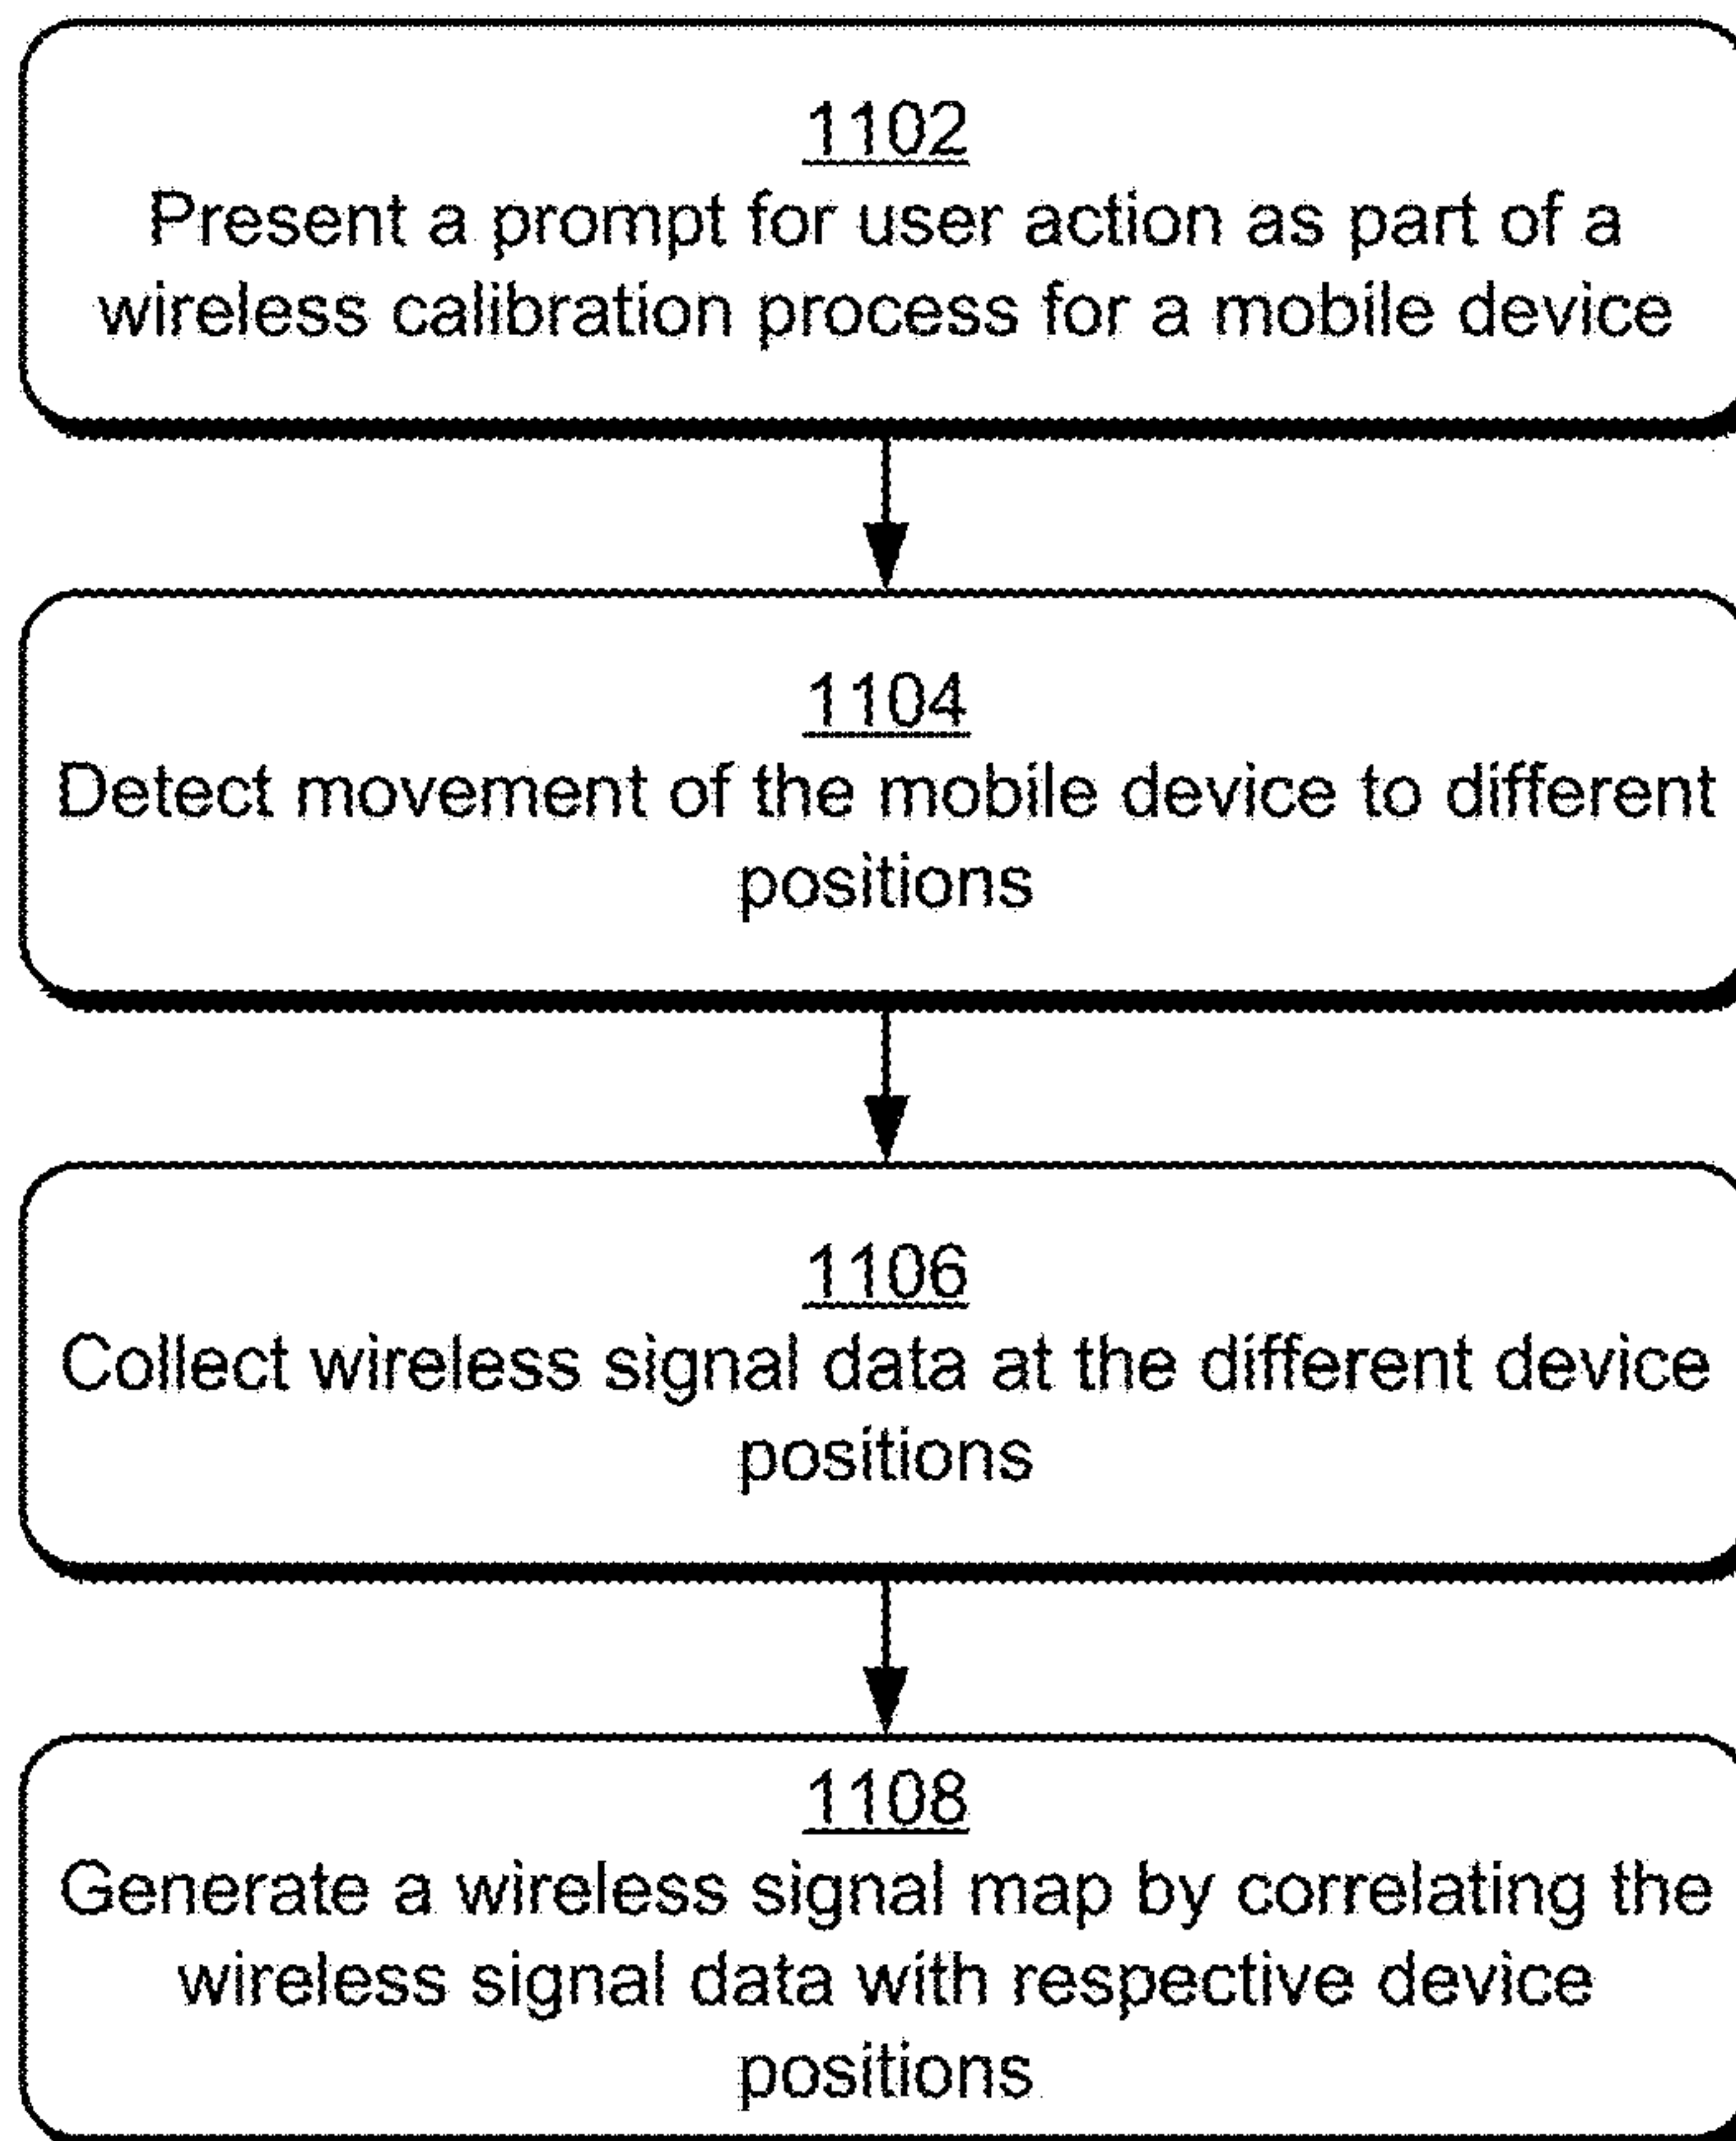 1102
Present a prompt for user action as part of a
wireless calibration process for a mobile device
1104
Detect movement of the mobile device to different
positions
1106
Collect wireless signal data at the different device
positions
1108
Generate a wireless signal map by correlating the
wireless signal data with respective device
positions